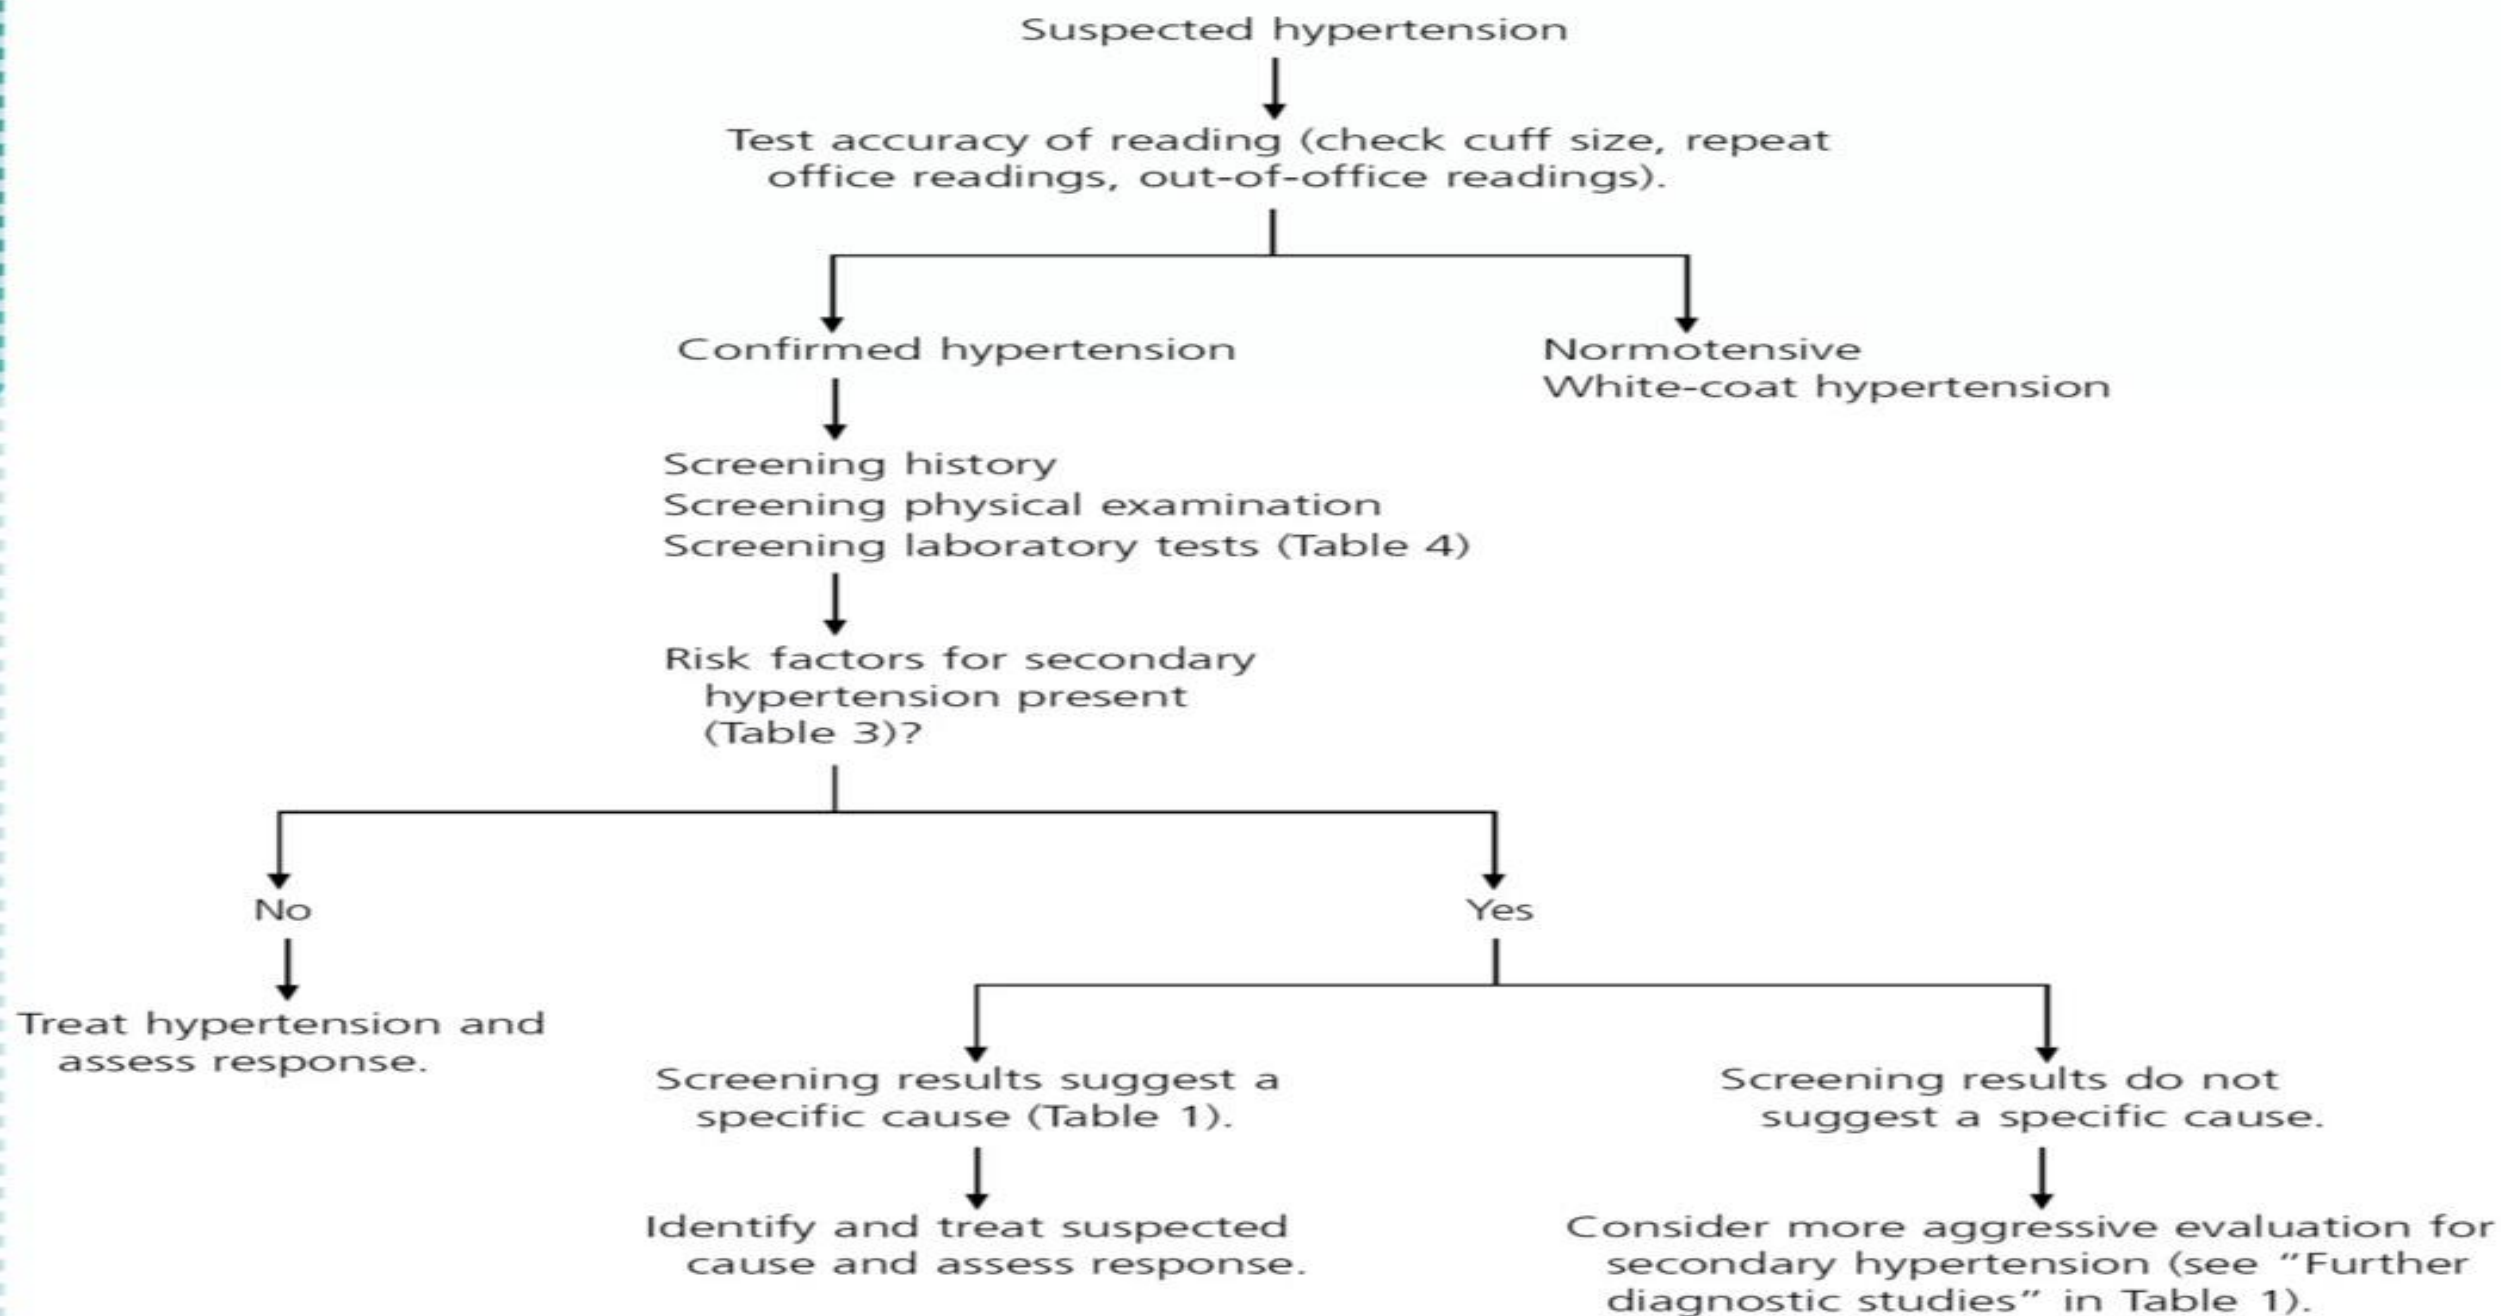 Suspected hypertension
Test accuracy of reading (check cuff size, repeat
office readings, out-of-office readings).
Confirmed hypertension
Normotensive
White-coat hypertension
Screening history
Screening physical examination
Screening laboratory tests (Table 4)
Risk factors for secondary
hypertension present
(Table 3)?
No
Yes
Treat hypertension and
assess response.
Screening results suggest a
specific cause (Table 1).
Screening results do not
suggest a specific cause.
Identify and treat suspected
cause and assess response.
Consider more aggressive evaluation for
secondary hypertension (see “Further
diagnostic studies” in Table 1).